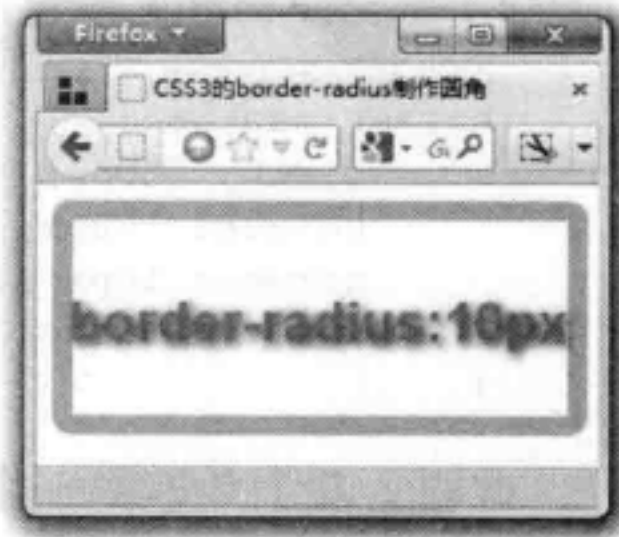 Firefox
CSS3的border-radius制作圆角
G
border-radius:10px